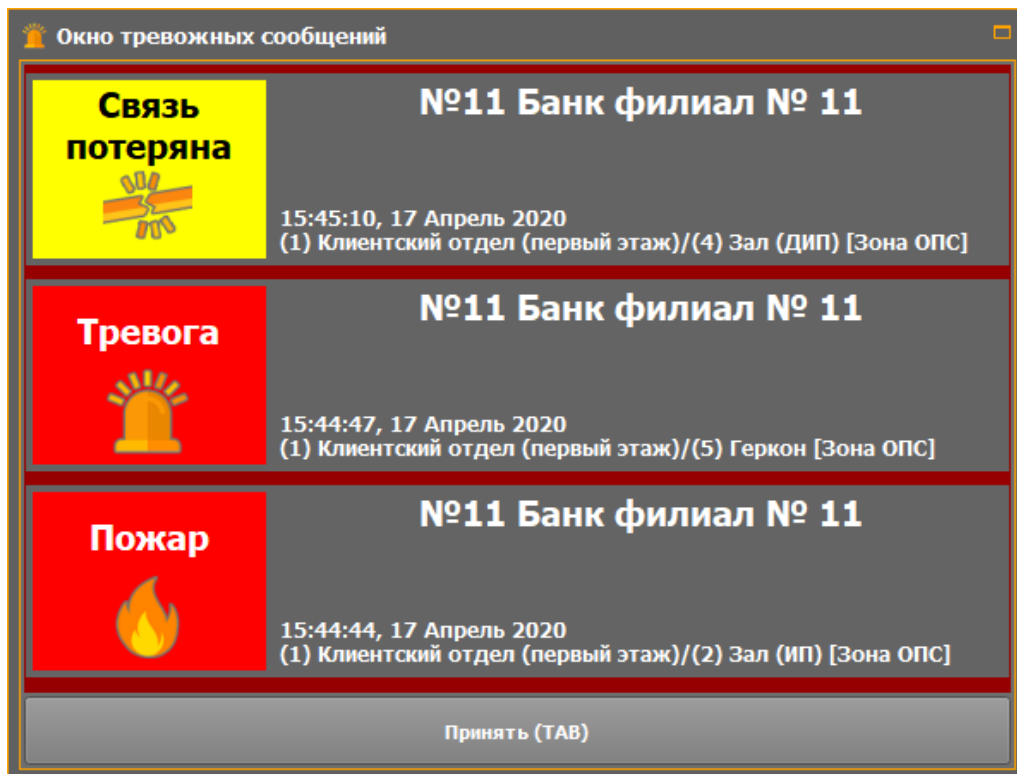 Окно тревожных сообщений
Связь
потеряна
№11 Банк филиал № 11
15:45:10, 17 Апрель 2020
(1) Клиентский отдел (первый этаж)/(4) Зал (ДИП) [Зона ОПС]
Тревога
№11 Банк филиал № 11
15:44:47, 17 Апрель 2020
(1) Клиентский отдел (первый этаж)/(5) Геркон [Зона ОПС]
Пожар
№11 Банк филиал № 11
15:44:44, 17 Апрель 2020
(1) Клиентский отдел (первый этаж)/(2) Зал (ИП) [Зона ОПС]
Принять (TAB)